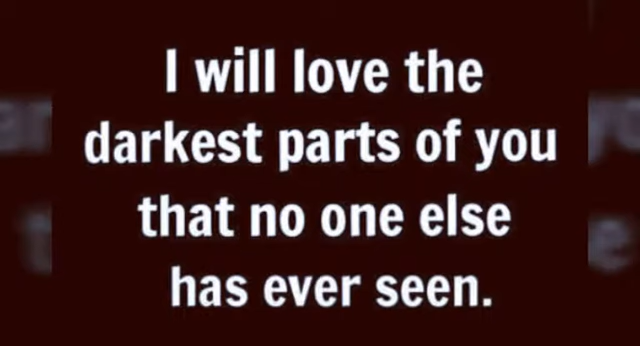 I will love the
darkest parts of you
that no one else
has ever seen.